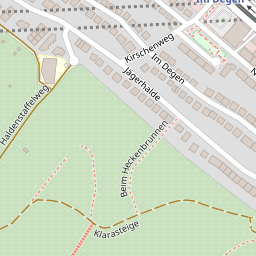 Im Degen
Kirschenweg
Im Degen
Jägerhalde
Haldenstaffelweg
Beim Heckenbrunnen
Klarasteige